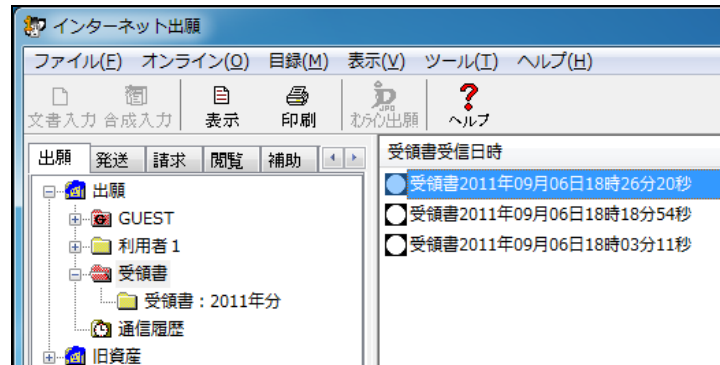 インターネット出願
ファイル(F) オンライン(O) 目録(M) 表示(V) ツール(T) ヘルプ(H)
文書入力 合成入力 表示 印刷 オンライン出願 ヘルプ
出願 発送 請求 閲覧 補助
受領書受信日時
出願
GUEST
利用者1
受領書
受領書:2011年分
通信履歴
旧資産
受領書2011年09月06日18時26分20秒
受領書2011年09月06日18時18分54秒
受領書2011年09月06日18時03分11秒